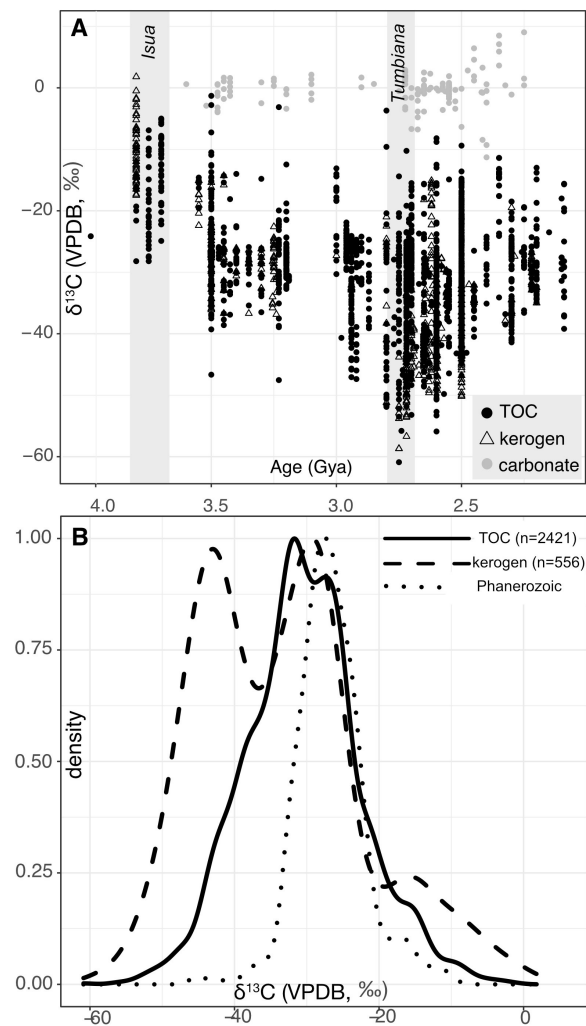 A
Isua
Tumbiana
0
−20
−40
−60
δ¹³C (VPDB, ‰)
TOC
kerogen
carbonate
Age (Gya)
4.0 3.5 3.0 2.5
B
TOC (n=2421)
kerogen (n=556)
Phanerozoic
1.00
0.75
0.50
0.25
0.00
density
δ¹³C (VPDB, ‰)
-60 -40 -20 0